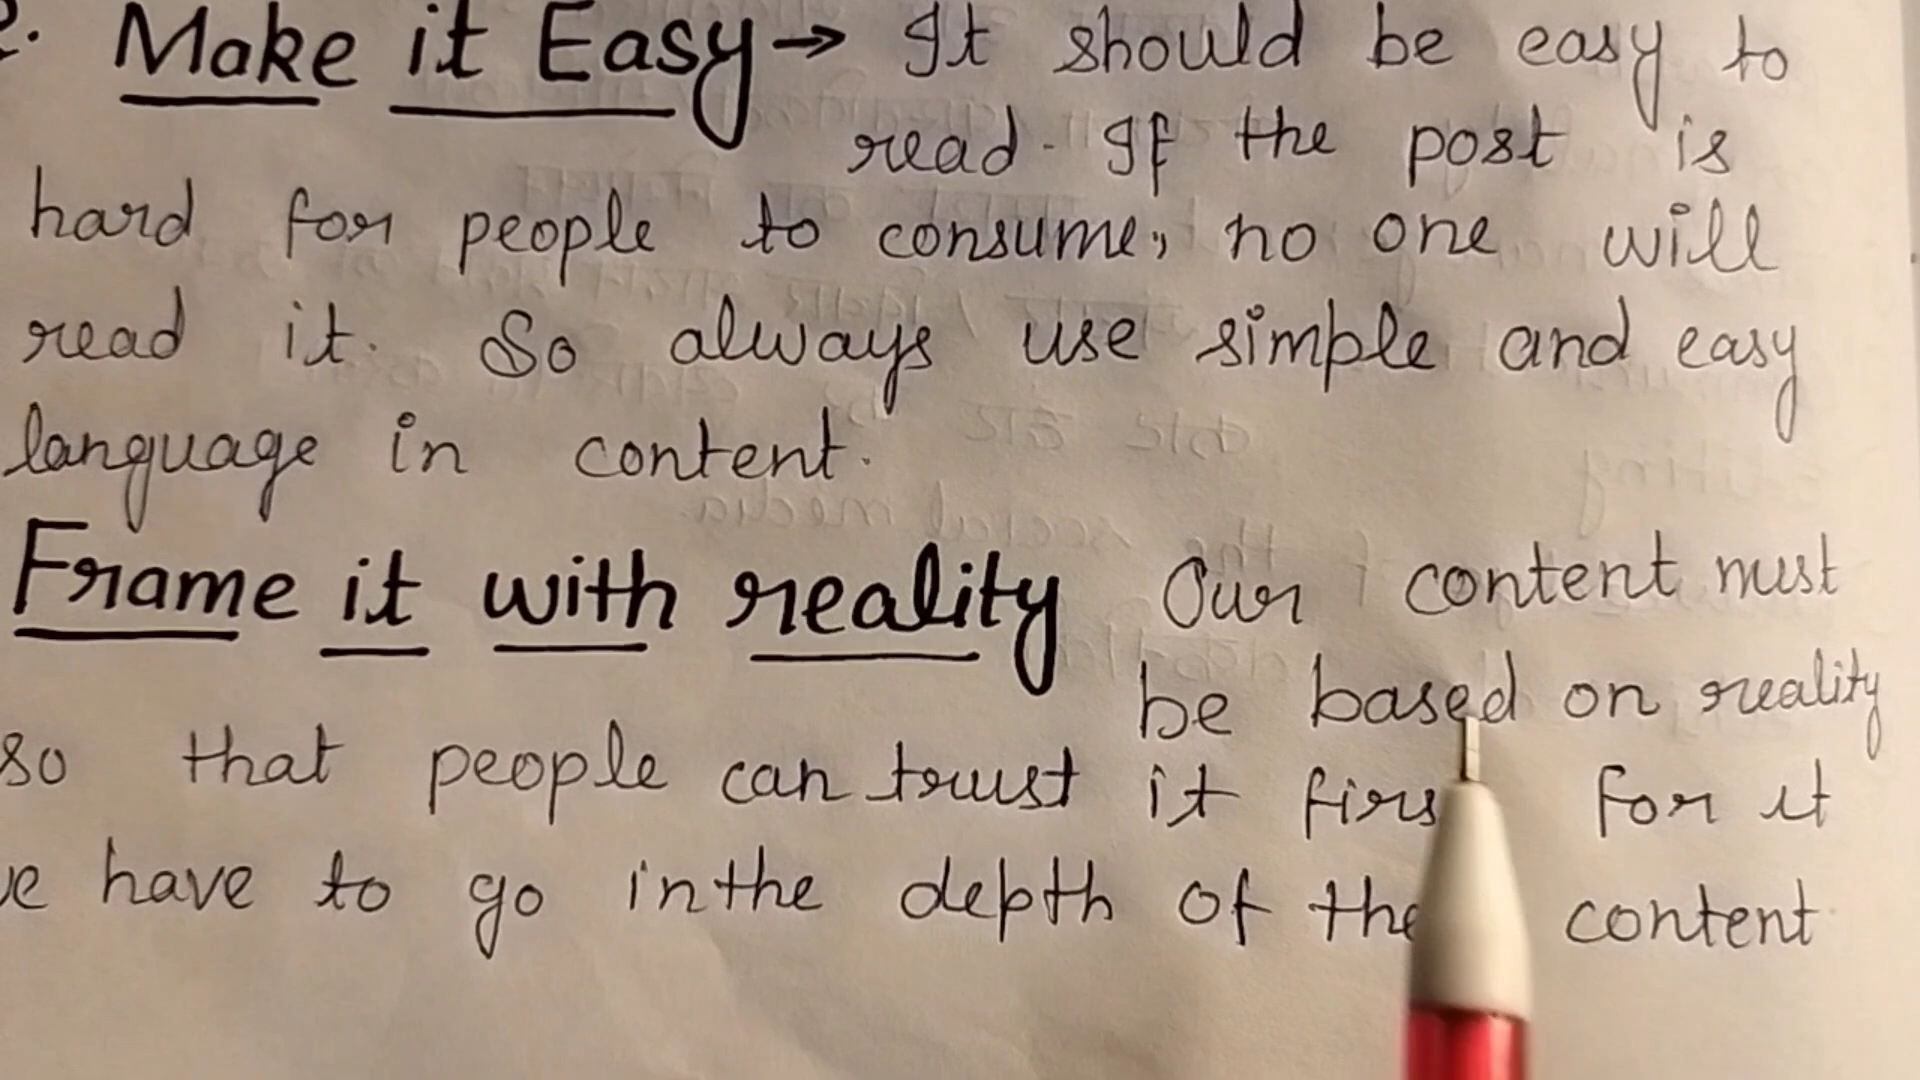 2. Make it Easy → It should be easy to
read. If the post is
hard for people to consume, no one will
read it. So always use simple and easy
language in content.
Frame it with reality Our content must
be based on reality
so that people can trust it firs for it
have to go in the depth of the content